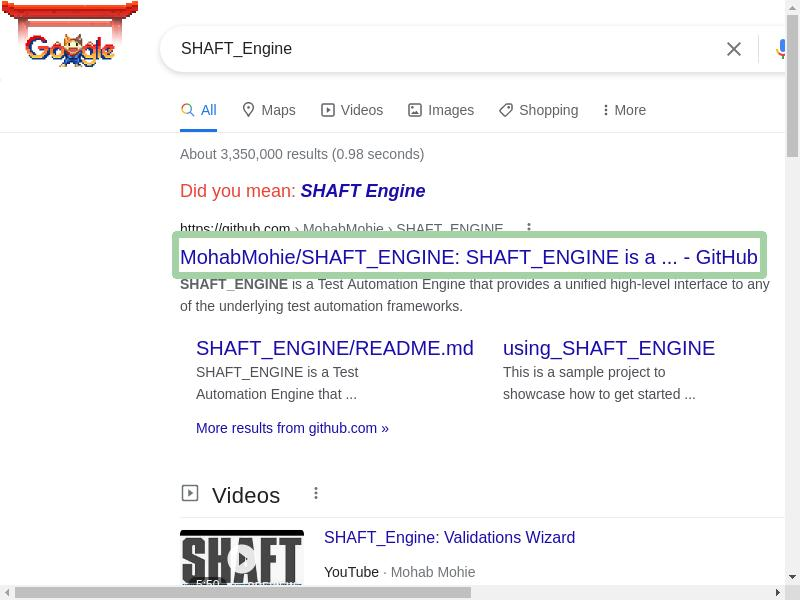 Google
SHAFT_Engine
All
Maps
Videos
Images
Shopping
More
About 3,350,000 results (0.98 seconds)
Did you mean: SHAFT Engine
https://github.com › MohabMohie › SHAFT_ENGINE
MohabMohie/SHAFT_ENGINE: SHAFT_ENGINE is a ... - GitHub
SHAFT_ENGINE is a Test Automation Engine that provides a unified high-level interface to any
of the underlying test automation frameworks.
SHAFT_ENGINE/README.md
SHAFT_ENGINE is a Test
Automation Engine that ...
using_SHAFT_ENGINE
This is a sample project to
showcase how to get started ...
More results from github.com »
Videos
SHAFT
5:50
SHAFT_Engine: Validations Wizard
YouTube · Mohab Mohie